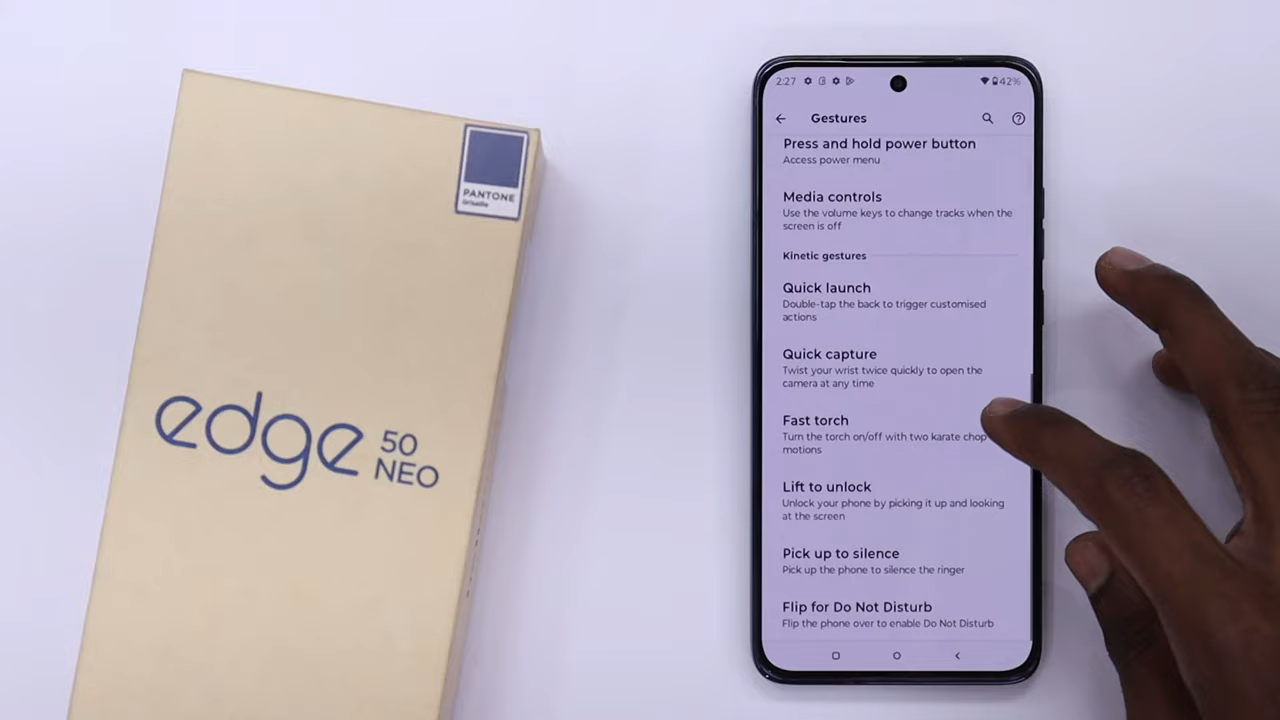 PANTONE
Grisaille
edge 50
NEO
2:27
42%
Gestures
Press and hold power button
Access power menu
Media controls
Use the volume keys to change tracks when the
screen is off
Kinetic gestures
Quick launch
Double-tap the back to trigger customised
actions
Quick capture
Twist your wrist twice quickly to open the
camera at any time
Fast torch
Turn the torch on/off with two karate chop
motions
Lift to unlock
Unlock your phone by picking it up and looking
at the screen
Pick up to silence
Pick up the phone to silence the ringer
Flip for Do Not Disturb
Flip the phone over to enable Do Not Disturb